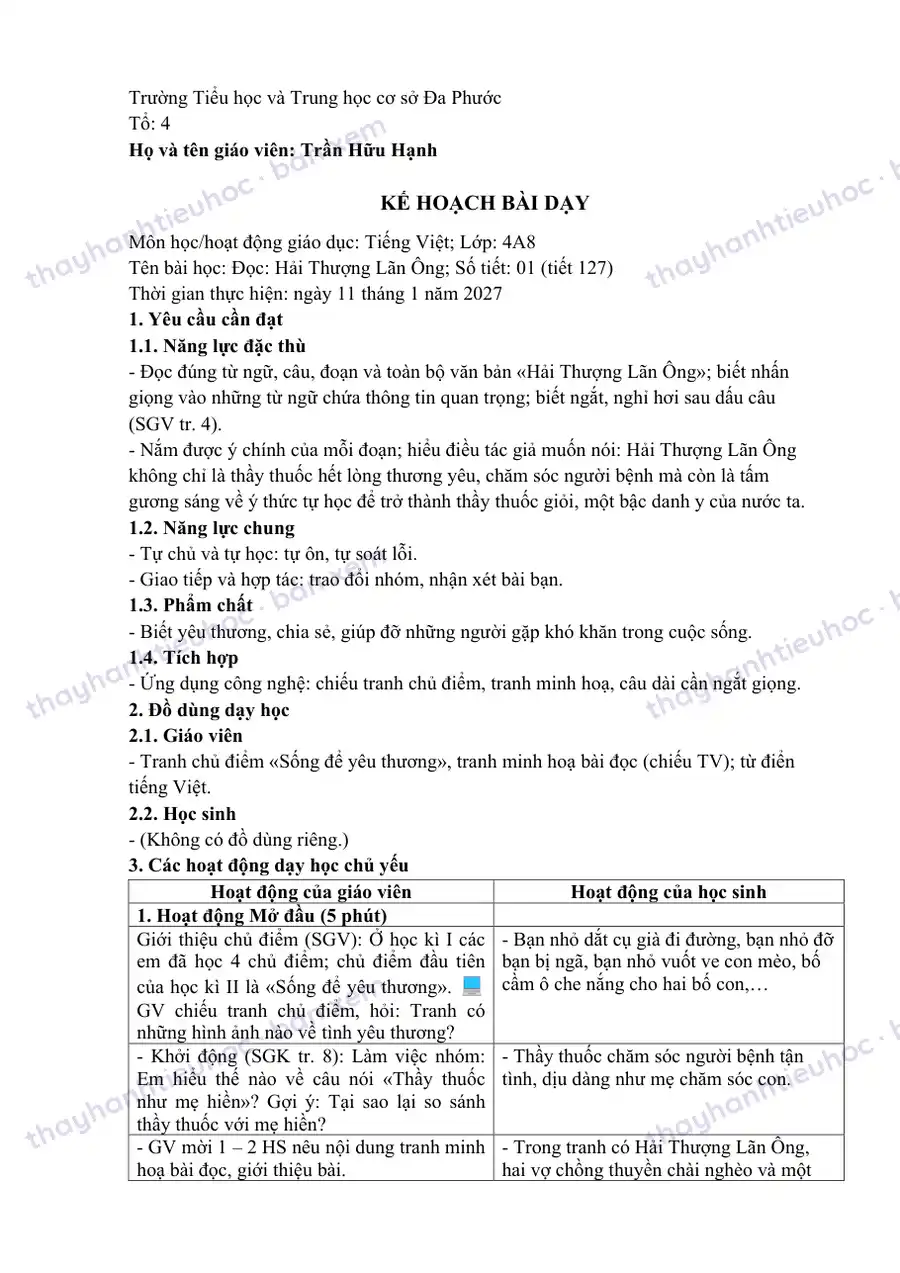 Trường Tiểu học và Trung học cơ sở Đa Phước
Tổ: 4
Họ và tên giáo viên: Trần Hữu Hạnh
KẾ HOẠCH BÀI DẠY
Môn học/hoạt động giáo dục: Tiếng Việt; Lớp: 4A8
Tên bài học: Đọc: Hải Thượng Lãn Ông; Số tiết: 01 (tiết 127)
Thời gian thực hiện: ngày 11 tháng 1 năm 2027
1. Yêu cầu cần đạt
1.1. Năng lực đặc thù
- Đọc đúng từ ngữ, câu, đoạn và toàn bộ văn bản «Hải Thượng Lãn Ông»; biết nhấn
giọng vào những từ ngữ chứa thông tin quan trọng; biết ngắt, nghỉ hơi sau dấu câu
(SGV tr. 4).
- Nắm được ý chính của mỗi đoạn; hiểu điều tác giả muốn nói: Hải Thượng Lãn Ông
không chỉ là thầy thuốc hết lòng thương yêu, chăm sóc người bệnh mà còn là tấm
gương sáng về ý thức tự học để trở thành thầy thuốc giỏi, một bậc danh y của nước ta.
1.2. Năng lực chung
- Tự chủ và tự học: tự ôn, tự soát lỗi.
- Giao tiếp và hợp tác: trao đổi nhóm, nhận xét bài bạn.
1.3. Phẩm chất
- Biết yêu thương, chia sẻ, giúp đỡ những người gặp khó khăn trong cuộc sống.
1.4. Tích hợp
- Ứng dụng công nghệ: chiếu tranh chủ điểm, tranh minh hoạ, câu dài cần ngắt giọng.
2. Đồ dùng dạy học
2.1. Giáo viên
- Tranh chủ điểm «Sống để yêu thương», tranh minh hoạ bài đọc (chiếu TV); từ điển
tiếng Việt.
2.2. Học sinh
- (Không có đồ dùng riêng.)
3. Các hoạt động dạy học chủ yếu
Hoạt động của giáo viên
Hoạt động của học sinh
1. Hoạt động Mở đầu (5 phút)
Giới thiệu chủ điểm (SGV): Ở học kì I các
em đã học 4 chủ điểm; chủ điểm đầu tiên
của học kì II là «Sống để yêu thương».
GV chiếu tranh chủ điểm, hỏi: Tranh có
những hình ảnh nào về tình yêu thương?
- Bạn nhỏ dắt cụ già đi đường, bạn nhỏ đỡ
bạn bị ngã, bạn nhỏ vuốt ve con mèo, bố
cầm ô che nắng cho hai bố con,…
- Khởi động (SGK tr. 8): Làm việc nhóm:
Em hiểu thế nào về câu nói «Thầy thuốc
như mẹ hiền»? Gợi ý: Tại sao lại so sánh
thầy thuốc với mẹ hiền?
- Thầy thuốc chăm sóc người bệnh tận
tình, dịu dàng như mẹ chăm sóc con.
- GV mời 1 – 2 HS nêu nội dung tranh minh
hoạ bài đọc, giới thiệu bài.
- Trong tranh có Hải Thượng Lãn Ông,
hai vợ chồng thuyền chài nghèo và một
thayhanhtieuhoc · bản xem
thayhanhtieuhoc · b
thayhanhtieuhoc · bản xem
thayhanhtieuhoc · b
thayhanhtieuhoc · bản xem
thayhanhtieuhoc · b